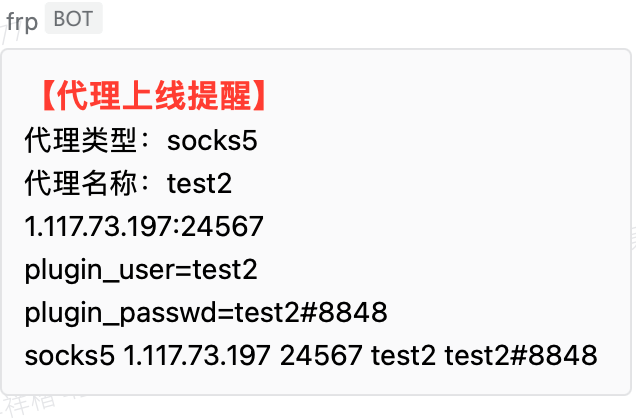 frp BOT
【代理上线提醒】
代理类型：socks5
代理名称：test2
1.117.73.197:24567
plugin_user=test2
plugin_passwd=test2#8848
socks5 1.117.73.197 24567 test2 test2#8848